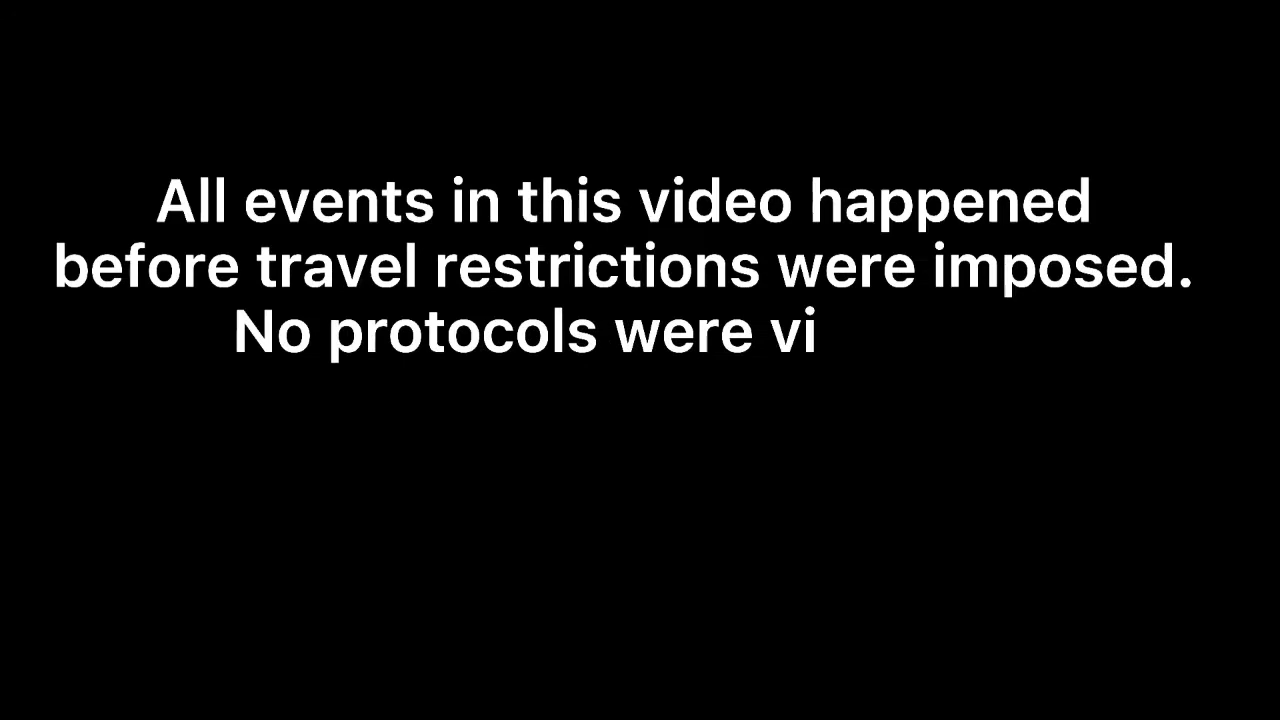 All events in this video happened
before travel restrictions were imposed.
No protocols were vi